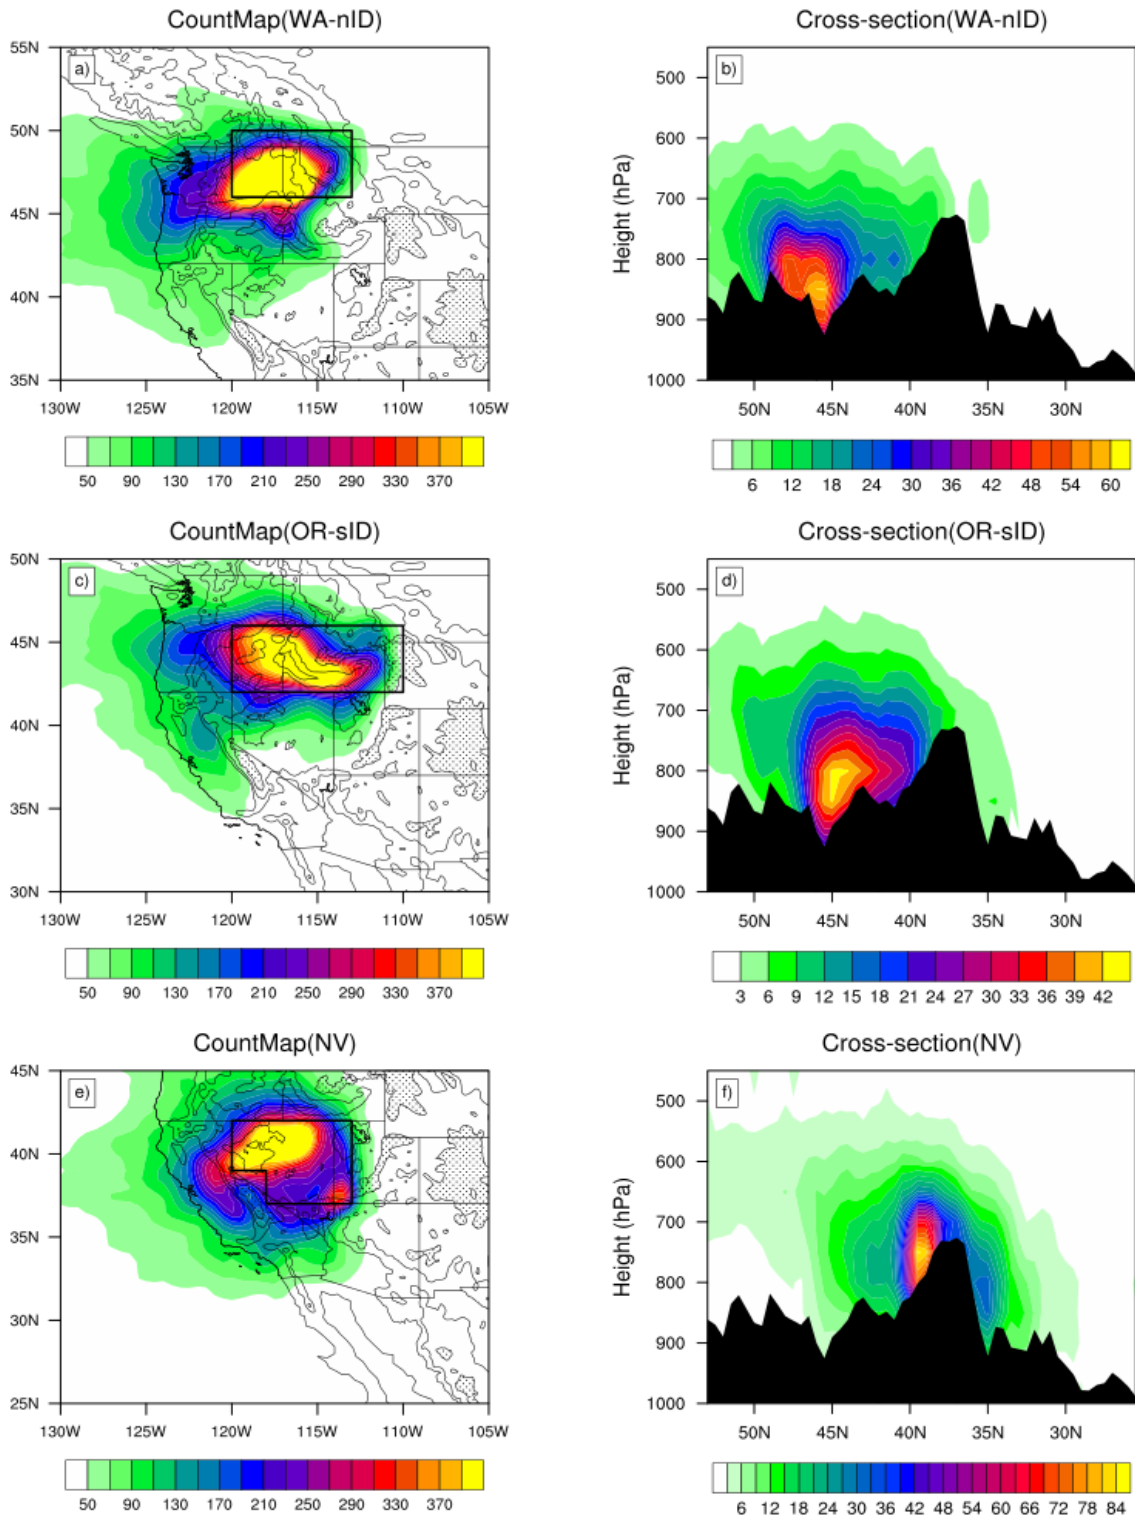 CountMap(WA-nID)
Cross-section(WA-nID)
55N
a)
50N
45N
40N
35N
130W 125W 120W 115W 110W 105W
50 90 130 170 210 250 290 330 370
b)
Height (hPa)
500
600
700
800
900
1000
50N 45N 40N 35N 30N
6 12 18 24 30 36 42 48 54 60
CountMap(OR-sID)
Cross-section(OR-sID)
50N
c)
45N
40N
35N
30N
130W 125W 120W 115W 110W 105W
50 90 130 170 210 250 290 330 370
d)
Height (hPa)
500
600
700
800
900
1000
50N 45N 40N 35N 30N
3 6 9 12 15 18 21 24 27 30 33 36 39 42
CountMap(NV)
Cross-section(NV)
45N
e)
40N
35N
30N
25N
130W 125W 120W 115W 110W 105W
50 90 130 170 210 250 290 330 370
f)
Height (hPa)
500
600
700
800
900
1000
50N 45N 40N 35N 30N
6 12 18 24 30 36 42 48 54 60 66 72 78 84